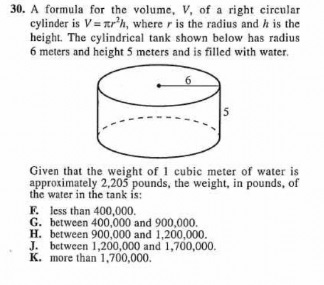 30. A formula for the volume, V, of a right circular
cylinder is V = πr²h, where r is the radius and h is the
height. The cylindrical tank shown below has radius
6 meters and height 5 meters and is filled with water.
6
5
Given that the weight of 1 cubic meter of water is
approximately 2,205 pounds, the weight, in pounds, of
the water in the tank is:
F. less than 400,000.
G. between 400,000 and 900,000.
H. between 900,000 and 1,200,000.
J. between 1,200,000 and 1,700,000.
K. more than 1,700,000.